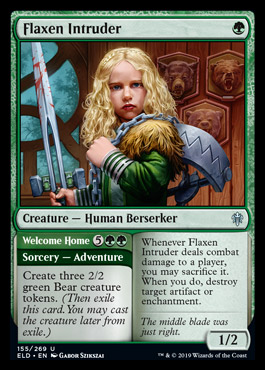 Flaxen Intruder
Creature — Human Berserker
Welcome Home 5
Sorcery — Adventure
Create three 2/2
green Bear creature
tokens. (Then exile
this card. You may cast
the creature later from
exile.)
Whenever Flaxen
Intruder deals combat
damage to a player,
you may sacrifice it.
When you do, destroy
target artifact or
enchantment.
The middle blade was
just right.
1/2
155/269 U
ELD • EN Gabor Szikszai
™ & © 2019 Wizards of the Coast